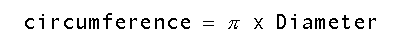 circumference = π x Diameter